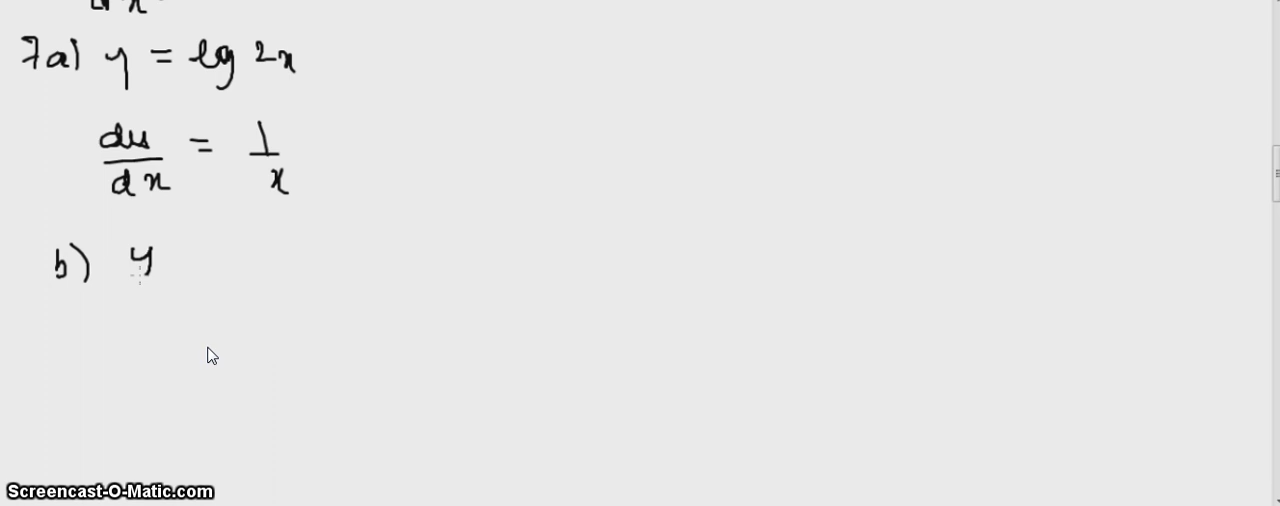 7a) y = lg 2x
dy/dx = 1/x
b) y
Screencast-O-Matic.com